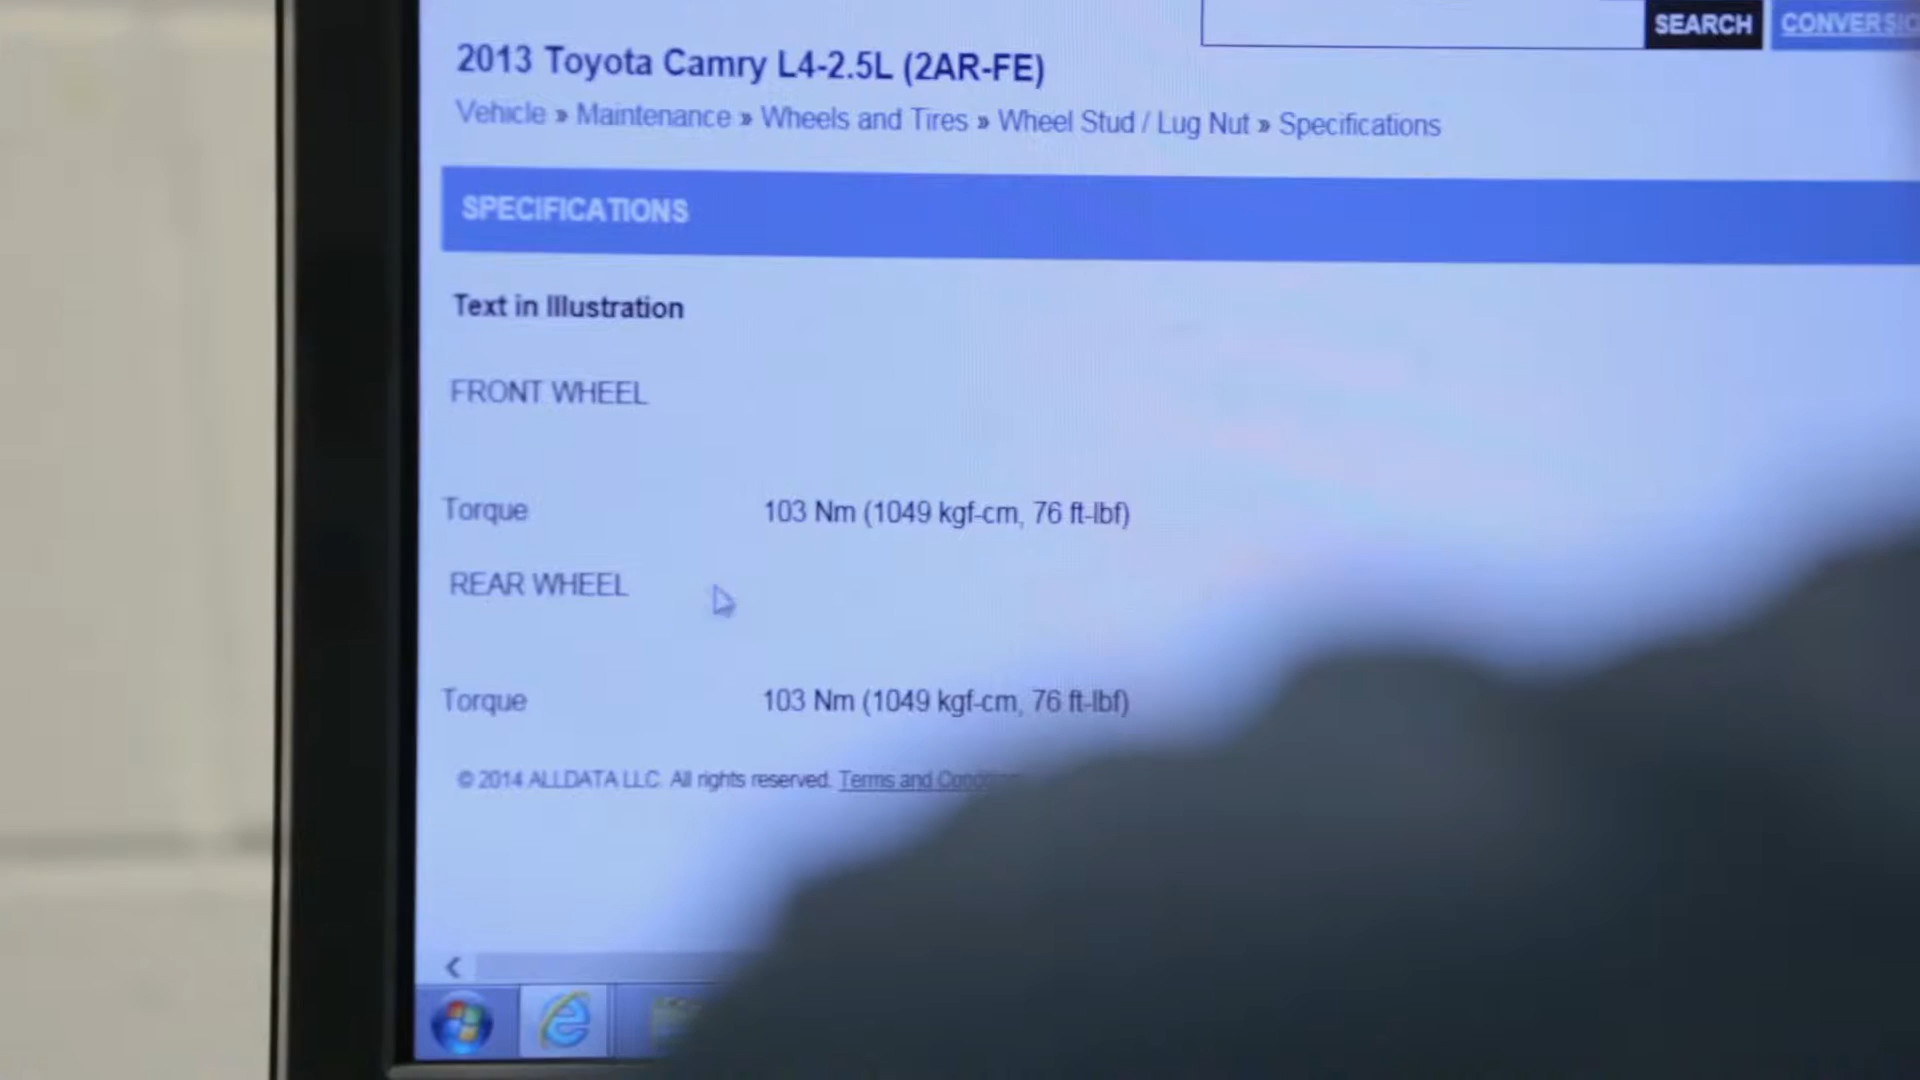 SEARCH
2013 Toyota Camry L4-2.5L (2AR-FE)
Vehicle » Maintenance » Wheels and Tires » Wheel Stud / Lug Nut » Specifications
SPECIFICATIONS
Text in Illustration
FRONT WHEEL
Torque 103 Nm (1049 kgf-cm, 76 ft-lbf)
REAR WHEEL
Torque 103 Nm (1049 kgf-cm, 76 ft-lbf)
© 2014 ALLDATA LLC. All rights reserved. Terms and